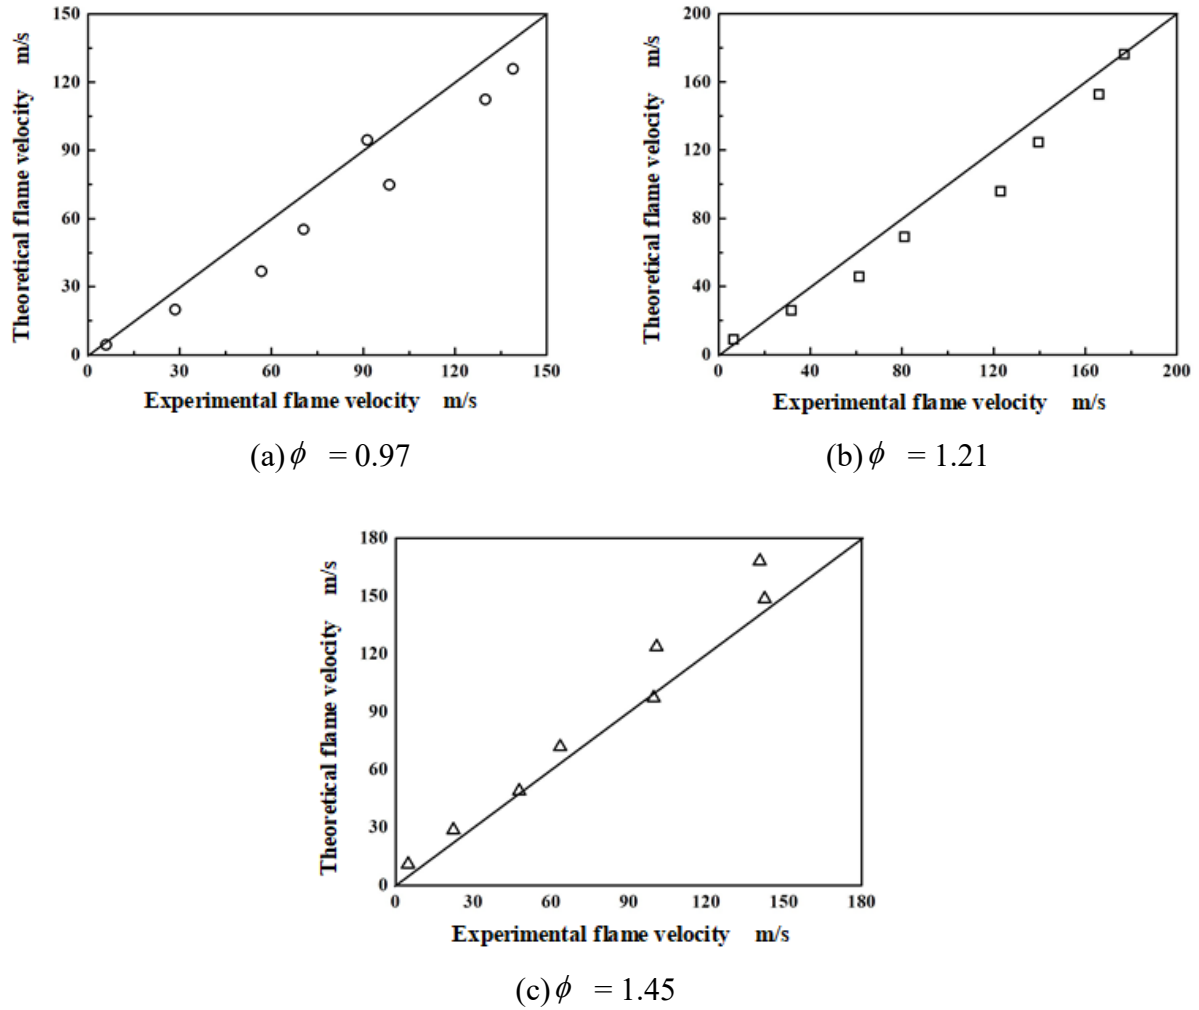 Theoretical flame velocity m/s
150
120
90
60
30
0
0 30 60 90 120 150
Experimental flame velocity m/s
(a) ϕ = 0.97
Theoretical flame velocity m/s
200
160
120
80
40
0
0 40 80 120 160 200
Experimental flame velocity m/s
(b) ϕ = 1.21
Theoretical flame velocity m/s
180
150
120
90
60
30
0
0 30 60 90 120 150 180
Experimental flame velocity m/s
(c) ϕ = 1.45